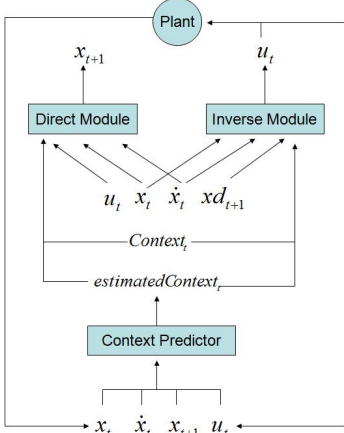 Plant
x_{t+1} u_t
Direct Module Inverse Module
u_t x_t ẋ_t xd_{t+1}
Context_t
estimatedContext_t
Context Predictor
x_t ẋ_t x_{t+1} u_t